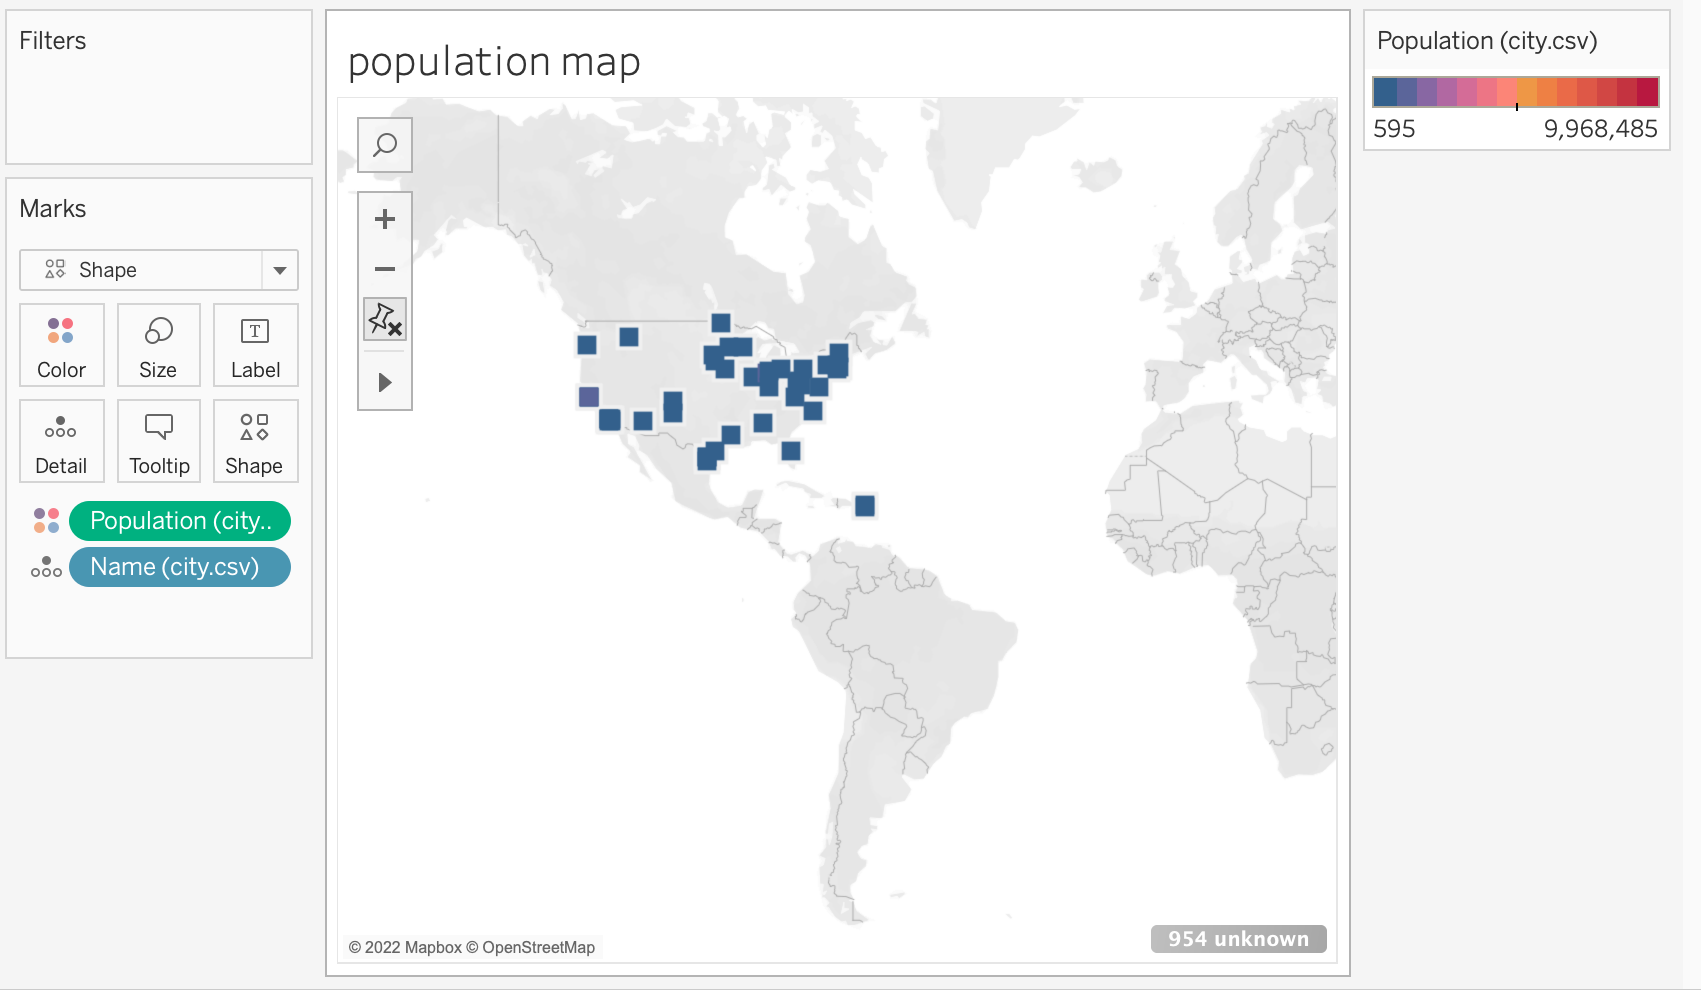 Filters
Marks
Shape
Color
Size
T
Label
Detail
Tooltip
Shape
Population (city..
Name (city.csv)
population map
© 2022 Mapbox © OpenStreetMap
954 unknown
Population (city.csv)
595
9,968,485